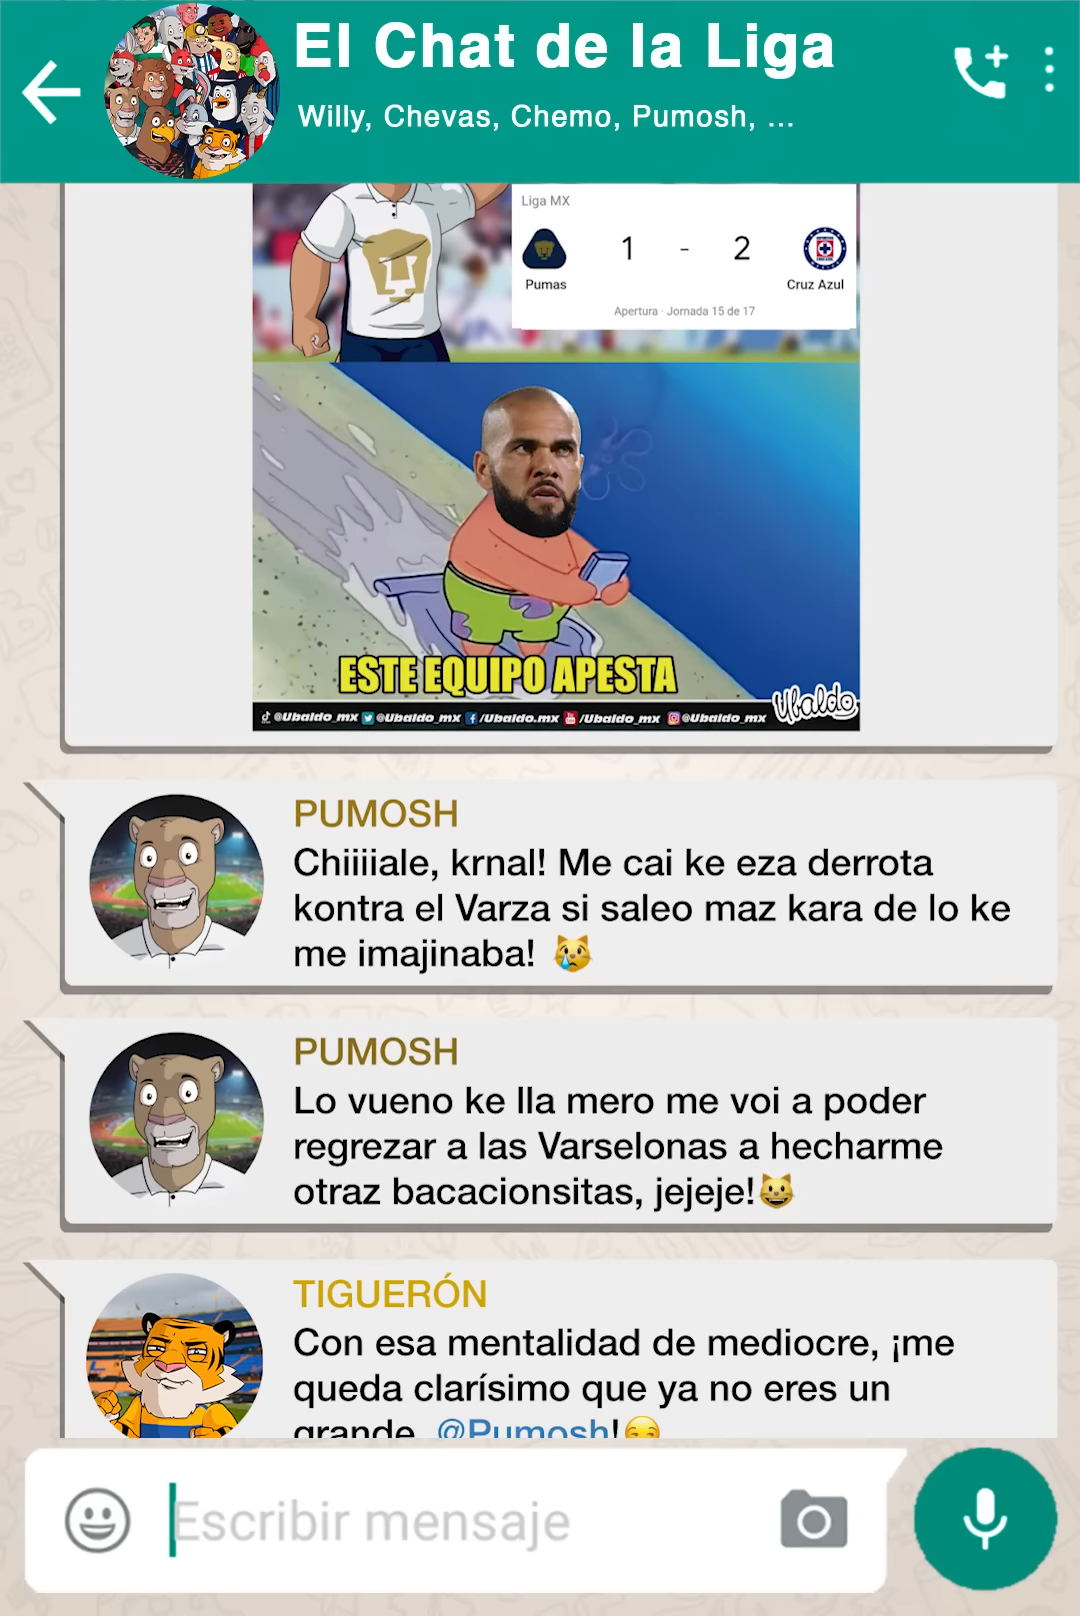 El Chat de la Liga
Willy, Chevas, Chemo, Pumosh, ...
Liga MX
1 - 2
Pumas
Cruz Azul
Apertura · Jornada 15 de 17
ESTE EQUIPO APESTA
Ubaldo
@Ubaldo_mx @Ubaldo_mx /Ubaldo.mx /Ubaldo_mx @Ubaldo_mx
PUMOSH
Chiiiiale, krnal! Me cai ke eza derrota
kontra el Varza si saleo maz kara de lo ke
me imajinaba! 😿
PUMOSH
Lo vueno ke lla mero me voi a poder
regrezar a las Varselonas a hecharme
otraz bacacionsitas, jejeje!😺
TIGUERÓN
Con esa mentalidad de mediocre, ¡me
queda clarísimo que ya no eres un
grande, @Pumosh!😏
Escribir mensaje